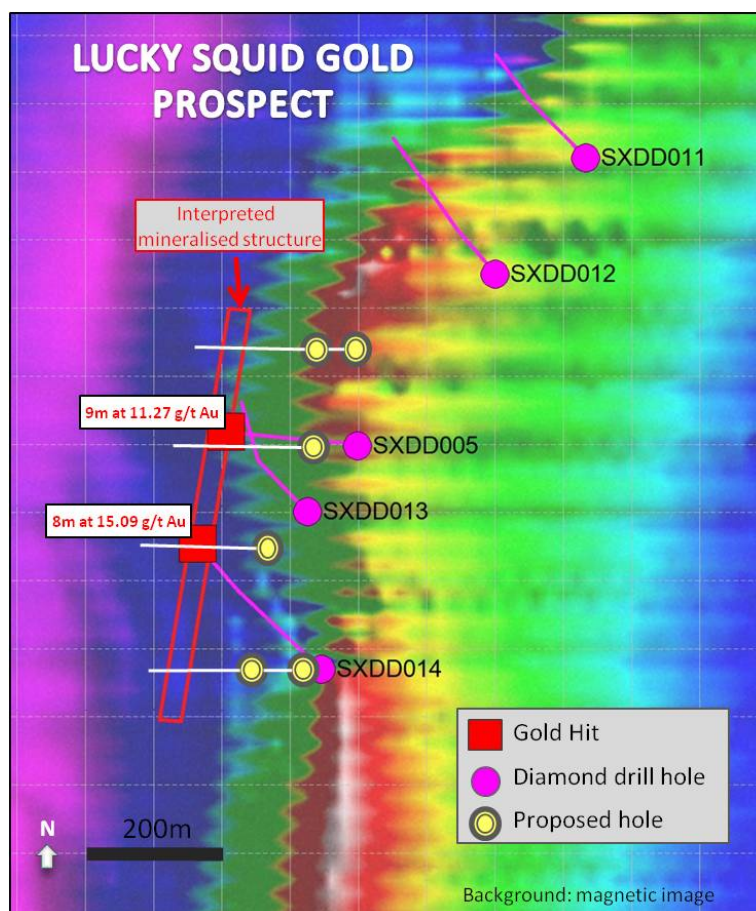 LUCKY SQUID GOLD
PROSPECT
SXDD011
Interpreted
mineralised structure
SXDD012
9m at 11.27 g/t Au
SXDD005
SXDD013
8m at 15.09 g/t Au
SXDD014
Gold Hit
Diamond drill hole
Proposed hole
N
200m
Background: magnetic image